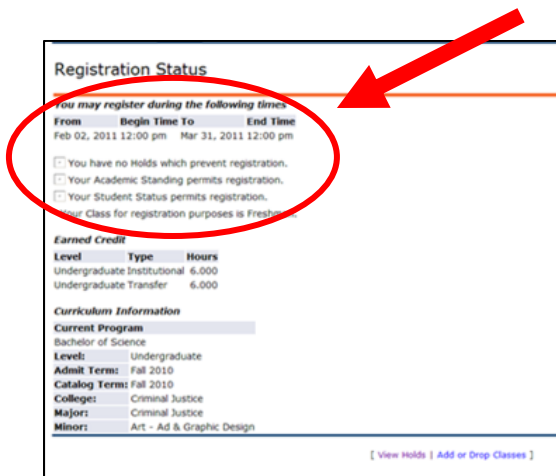 Registration Status
You may register during the following times
From Begin Time To End Time
Feb 02, 2011 12:00 pm Mar 31, 2011 12:00 pm
You have no Holds which prevent registration.
Your Academic Standing permits registration.
Your Student Status permits registration.
Your Class for registration purposes is Freshman.
Earned Credit
Level Type Hours
Undergraduate Institutional 6.000
Undergraduate Transfer 6.000
Curriculum Information
Current Program
Bachelor of Science
Level: Undergraduate
Admit Term: Fall 2010
Catalog Term: Fall 2010
College: Criminal Justice
Major: Criminal Justice
Minor: Art - Ad & Graphic Design
[ View Holds | Add or Drop Classes ]